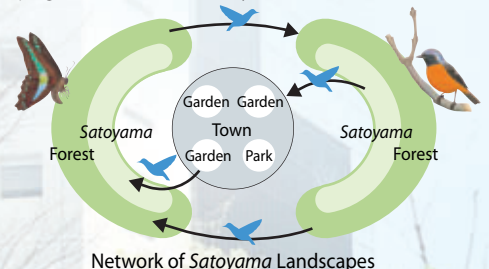 Garden Garden
Town
Garden Park
Satoyama
Forest
Satoyama
Forest
Network of Satoyama Landscapes